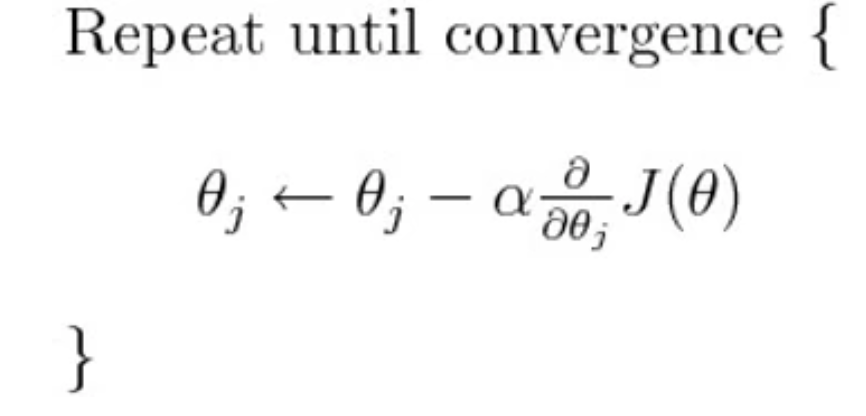 Repeat until convergence {
θ_j ← θ_j − α ∂/∂θ_j J(θ)
}